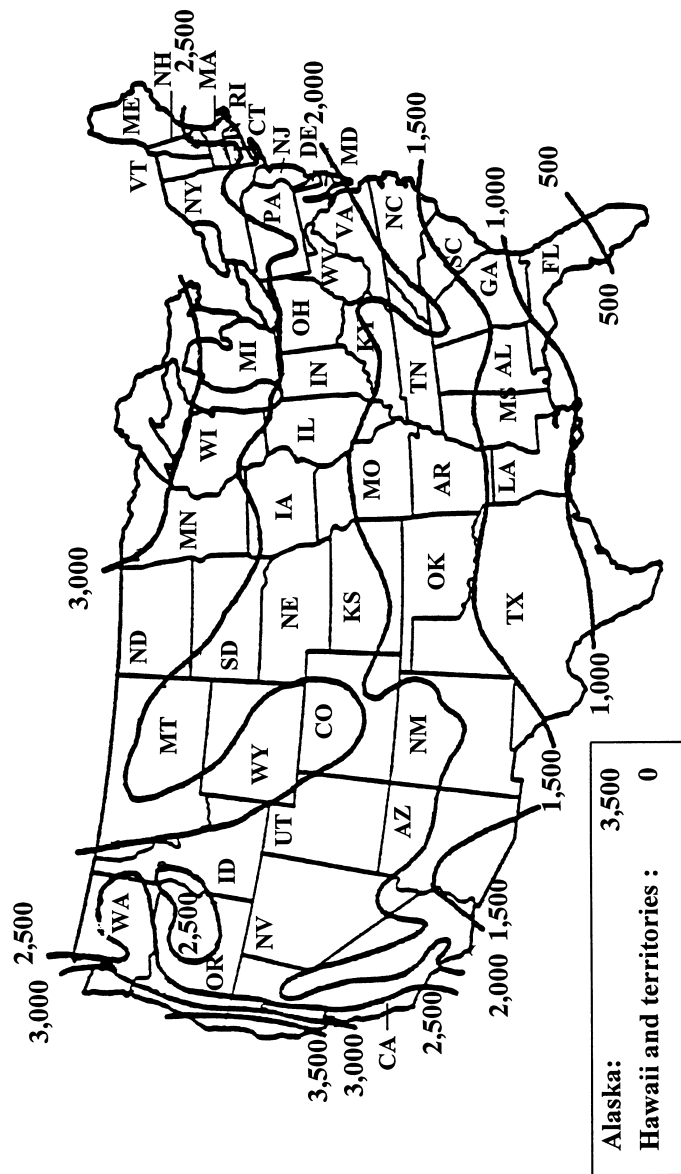 3,000
2,500
3,000
2,500
WA
MT
ND
MN
WI
MI
VT
ME
NH
2,500
MA
RI
CT
NY
NJ
PA
DE
2,000
MD
OR
2,500
ID
WY
SD
IA
IL
IN
OH
WV
VA
3,500
3,000
CA
2,500
2,000
NV
UT
CO
NE
KS
MO
KY
NC
1,500
1,500
AZ
NM
OK
AR
TN
SC
1,500
TX
LA
MS
AL
GA
1,000
1,000
FL
500
500
Alaska: 3,500
Hawaii and territories : 0